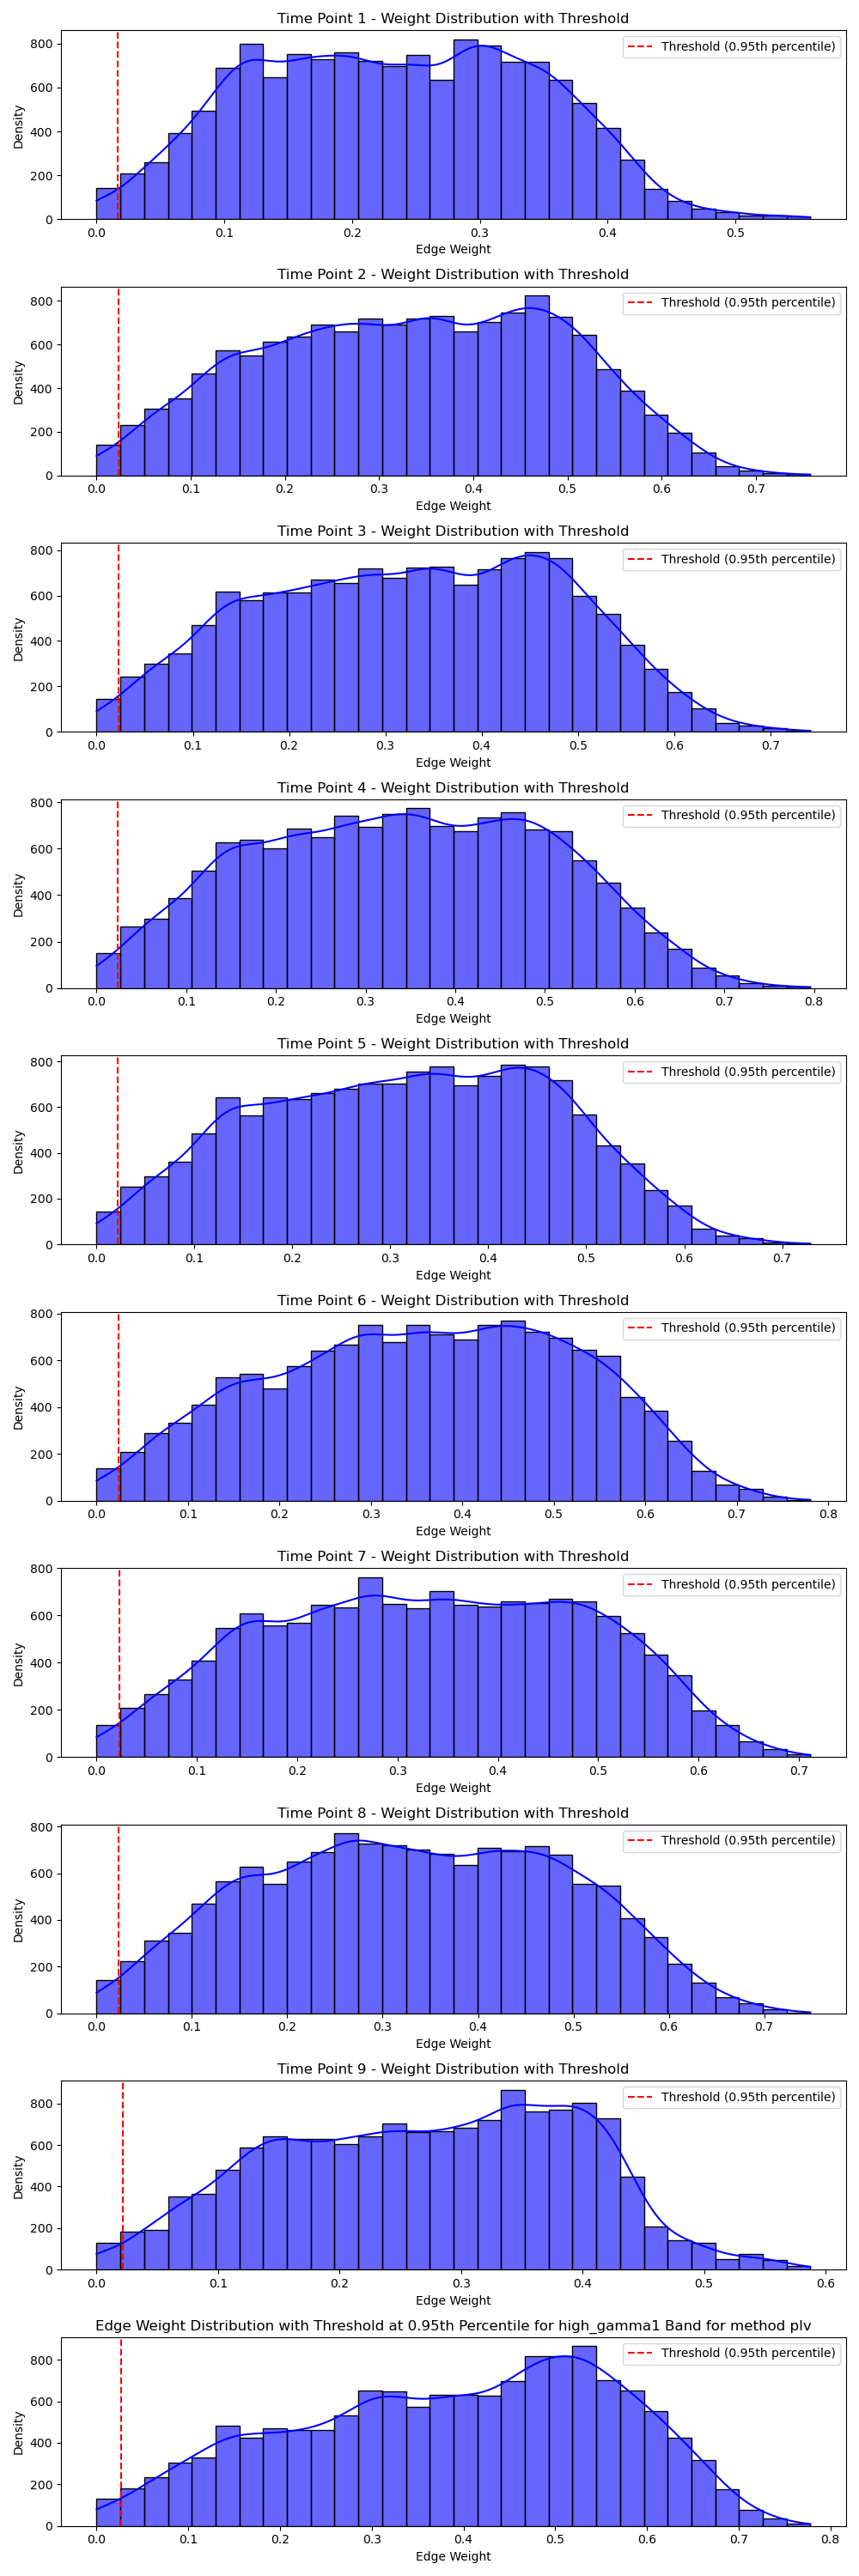 Time Point 1 - Weight Distribution with Threshold
Threshold (0.95th percentile)
Density
800
600
400
200
0
0.0 0.1 0.2 0.3 0.4 0.5
Edge Weight
Time Point 2 - Weight Distribution with Threshold
Threshold (0.95th percentile)
Density
800
600
400
200
0
0.0 0.1 0.2 0.3 0.4 0.5 0.6 0.7
Edge Weight
Time Point 3 - Weight Distribution with Threshold
Threshold (0.95th percentile)
Density
800
600
400
200
0
0.0 0.1 0.2 0.3 0.4 0.5 0.6 0.7
Edge Weight
Time Point 4 - Weight Distribution with Threshold
Threshold (0.95th percentile)
Density
800
600
400
200
0
0.0 0.1 0.2 0.3 0.4 0.5 0.6 0.7 0.8
Edge Weight
Time Point 5 - Weight Distribution with Threshold
Threshold (0.95th percentile)
Density
800
600
400
200
0
0.0 0.1 0.2 0.3 0.4 0.5 0.6 0.7
Edge Weight
Time Point 6 - Weight Distribution with Threshold
Threshold (0.95th percentile)
Density
800
600
400
200
0
0.0 0.1 0.2 0.3 0.4 0.5 0.6 0.7 0.8
Edge Weight
Time Point 7 - Weight Distribution with Threshold
Threshold (0.95th percentile)
Density
800
600
400
200
0
0.0 0.1 0.2 0.3 0.4 0.5 0.6 0.7
Edge Weight
Time Point 8 - Weight Distribution with Threshold
Threshold (0.95th percentile)
Density
800
600
400
200
0
0.0 0.1 0.2 0.3 0.4 0.5 0.6 0.7
Edge Weight
Time Point 9 - Weight Distribution with Threshold
Threshold (0.95th percentile)
Density
800
600
400
200
0
0.0 0.1 0.2 0.3 0.4 0.5 0.6
Edge Weight
Edge Weight Distribution with Threshold at 0.95th Percentile for high_gamma1 Band for method plv
Threshold (0.95th percentile)
Density
800
600
400
200
0
0.0 0.1 0.2 0.3 0.4 0.5 0.6 0.7 0.8
Edge Weight